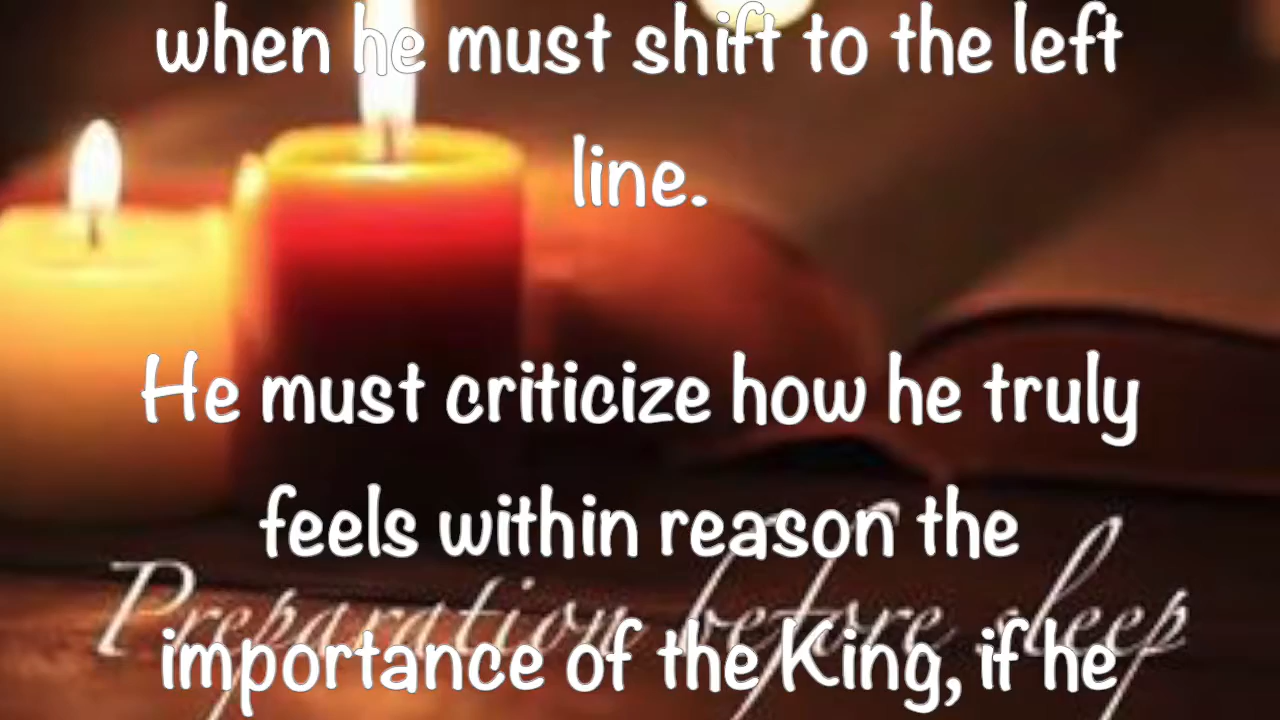 when he must shift to the left
line.
He must criticize how he truly
feels within reason the
Preparation before sleep
importance of the King, if he